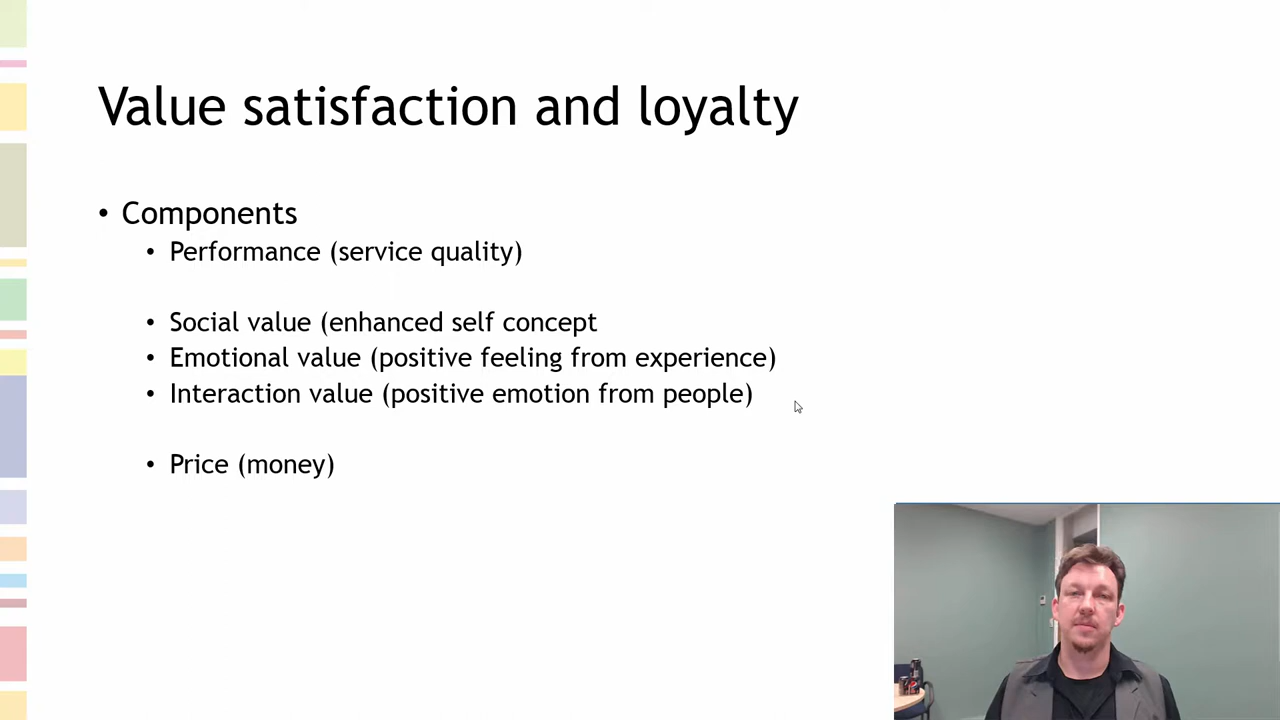 Value satisfaction and loyalty
• Components
• Performance (service quality)
• Social value (enhanced self concept
• Emotional value (positive feeling from experience)
• Interaction value (positive emotion from people)
• Price (money)